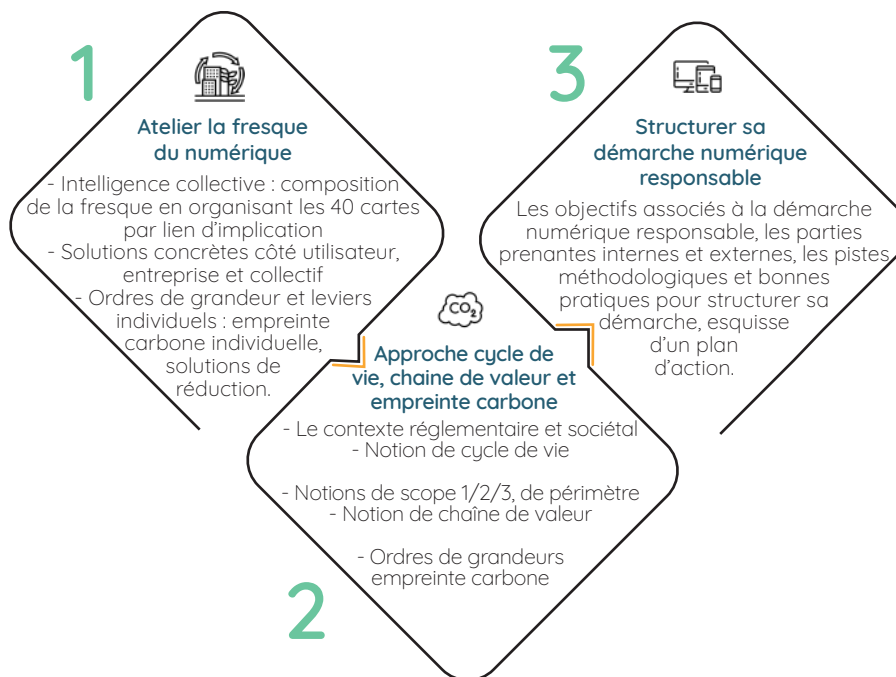 1
Atelier la fresque
du numérique
- Intelligence collective : composition
de la fresque en organisant les 40 cartes
par lien d'implication
- Solutions concrètes côté utilisateur,
entreprise et collectif
- Ordres de grandeur et leviers
individuels : empreinte
carbone individuelle,
solutions de
réduction.
CO₂
Approche cycle de
vie, chaine de valeur et
empreinte carbone
- Le contexte réglementaire et sociétal
- Notion de cycle de vie
- Notions de scope 1/2/3, de périmètre
- Notion de chaîne de valeur
- Ordres de grandeurs
empreinte carbone
2
3
Structurer sa
démarche numérique
responsable
Les objectifs associés à la démarche
numérique responsable, les parties
prenantes internes et externes, les pistes
méthodologiques et bonnes
pratiques pour structurer sa
démarche, esquisse
d'un plan
d'action.